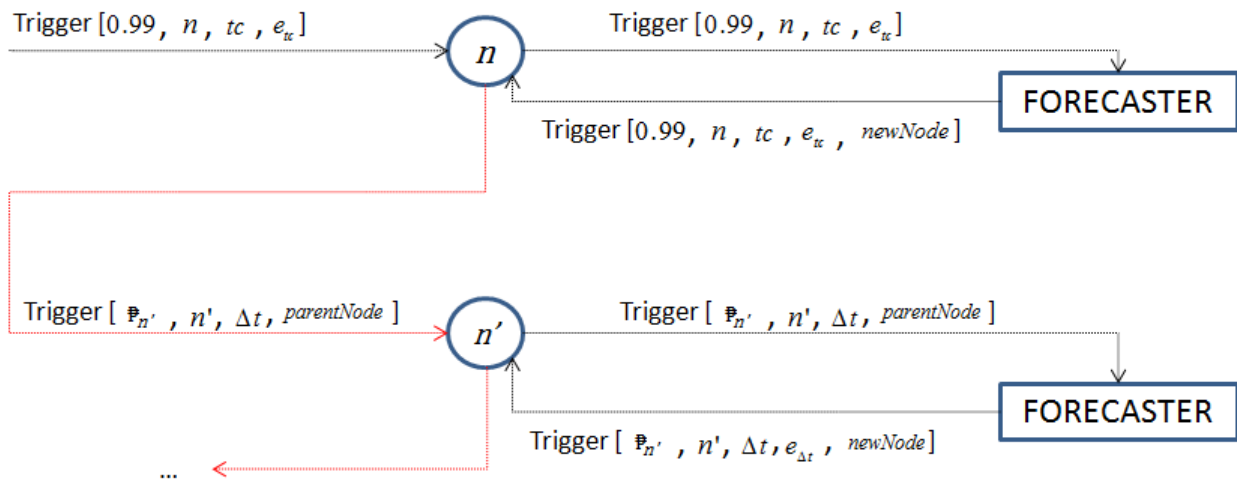 Trigger [0.99, n, tc , e_tc ]
Trigger [0.99, n, tc , e_tc ]
n
FORECASTER
Trigger [0.99, n, tc , e_tc , newNode ]
Trigger [ ₱_n′ , n', Δt, parentNode ]
Trigger [ ₱_n′ , n', Δt, parentNode ]
n′
FORECASTER
Trigger [ ₱_n′ , n', Δt, e_Δt , newNode ]
...